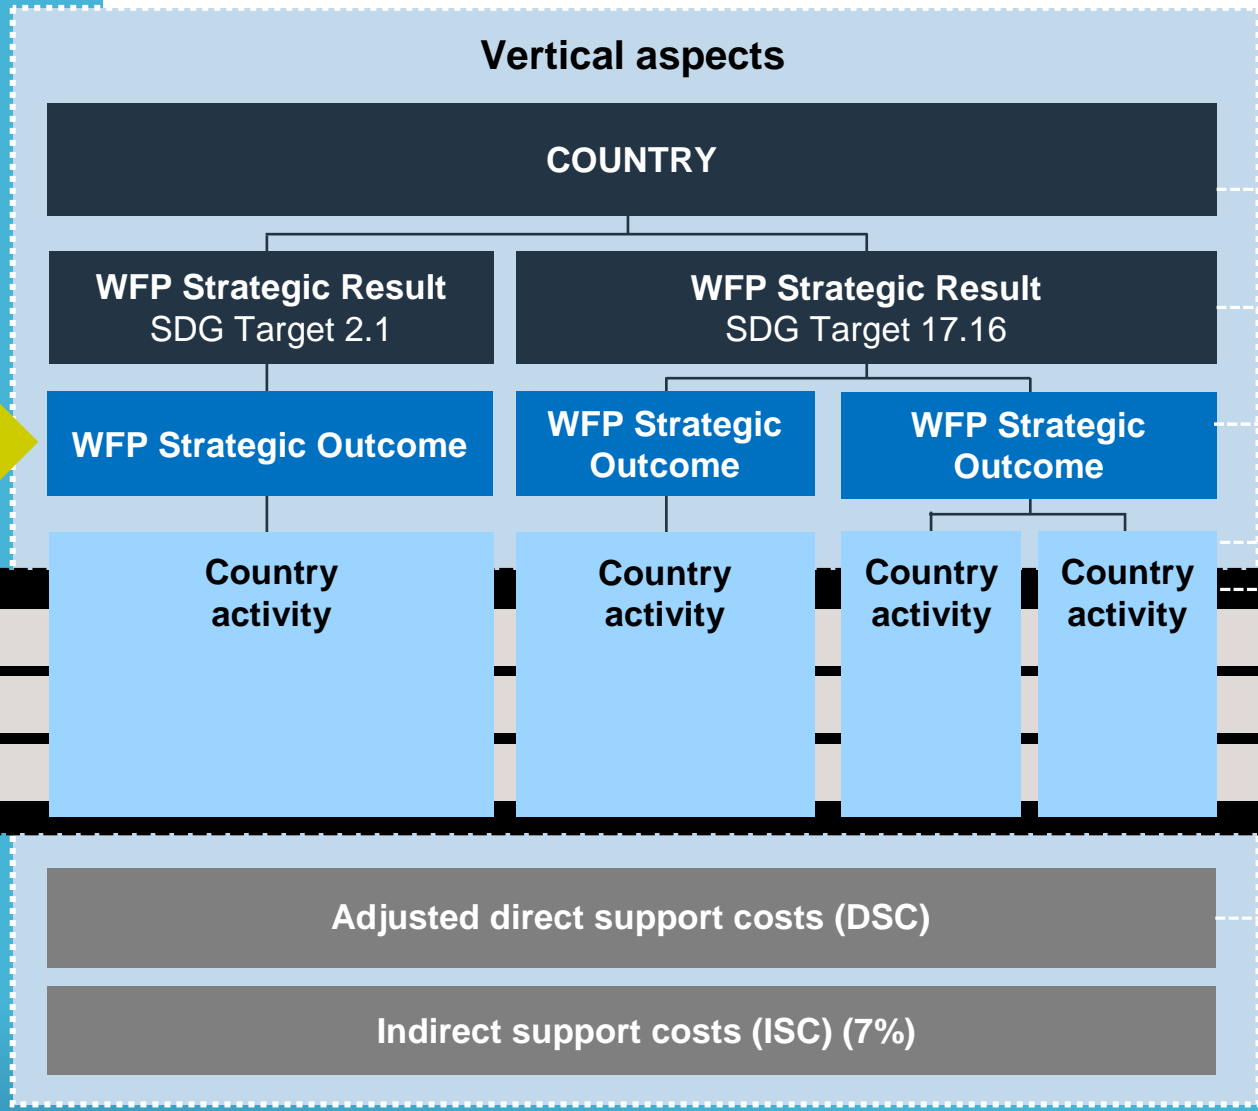 Vertical aspects
COUNTRY
WFP Strategic Result
SDG Target 2.1
WFP Strategic Result
SDG Target 17.16
WFP Strategic Outcome
WFP Strategic
Outcome
WFP Strategic
Outcome
Country
activity
Country
activity
Country
activity
Country
activity
Adjusted direct support costs (DSC)
Indirect support costs (ISC) (7%)